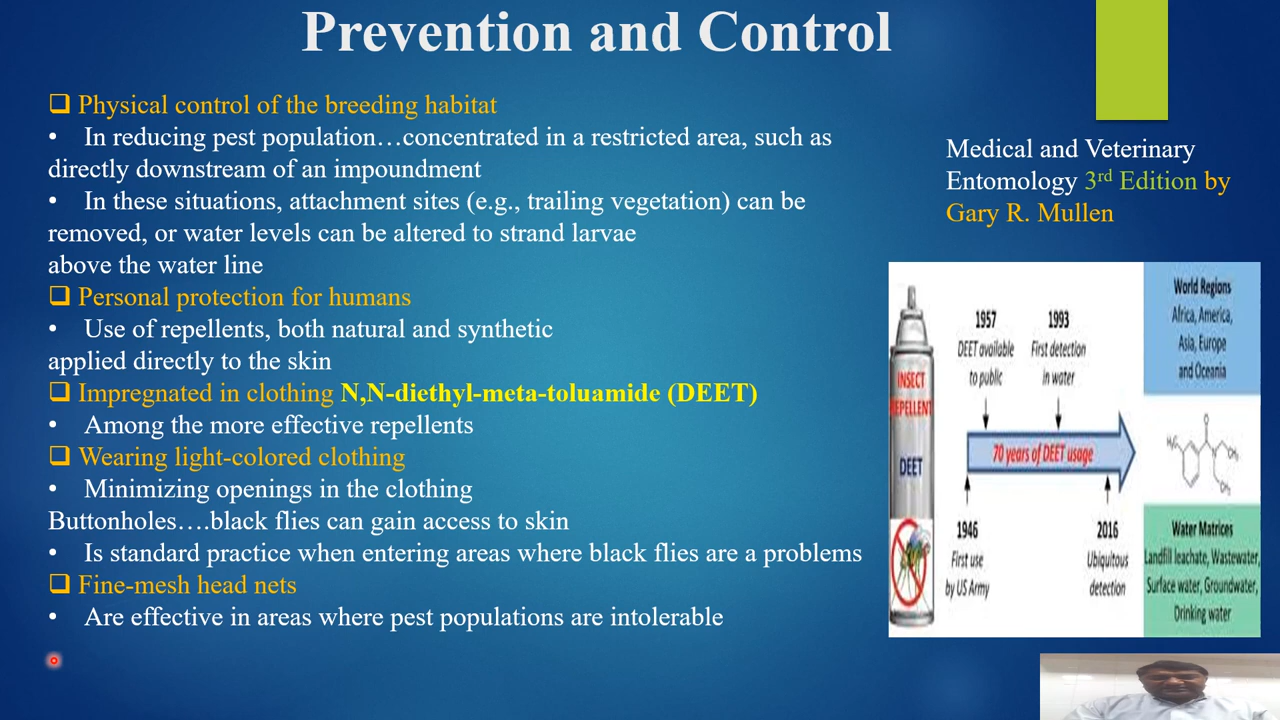 Prevention and Control
❑ Physical control of the breeding habitat
• In reducing pest population…concentrated in a restricted area, such as
directly downstream of an impoundment
• In these situations, attachment sites (e.g., trailing vegetation) can be
removed, or water levels can be altered to strand larvae
above the water line
❑ Personal protection for humans
• Use of repellents, both natural and synthetic
applied directly to the skin
❑ Impregnated in clothing N,N-diethyl-meta-toluamide (DEET)
• Among the more effective repellents
❑ Wearing light-colored clothing
• Minimizing openings in the clothing
Buttonholes….black flies can gain access to skin
• Is standard practice when entering areas where black flies are a problems
❑ Fine-mesh head nets
• Are effective in areas where pest populations are intolerable
Medical and Veterinary
Entomology 3rd Edition by
Gary R. Mullen
INSECT
REPELLENT
DEET
1957
DEET available
to public
1993
First detection
in water
70 years of DEET usage
1946
First use
by US Army
2016
Ubiquitous
detection
World Regions
Africa, America,
Asia, Europe
and Oceania
H₃C
O
N
CH₃
CH₃
Water Matrices
Landfill leachate, Wastewater,
Surface water, Groundwater,
Drinking water